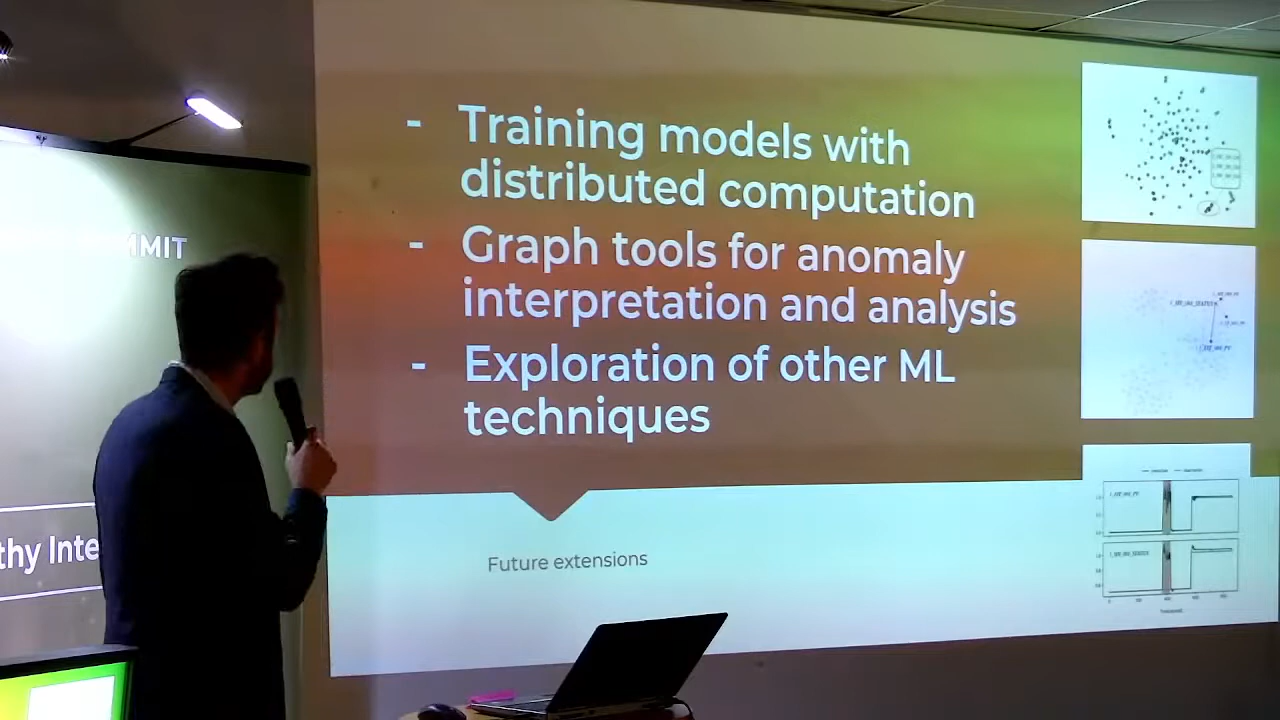 - Training models with
distributed computation
- Graph tools for anomaly
interpretation and analysis
- Exploration of other ML
techniques
Future extensions
MMIT
thy Inte